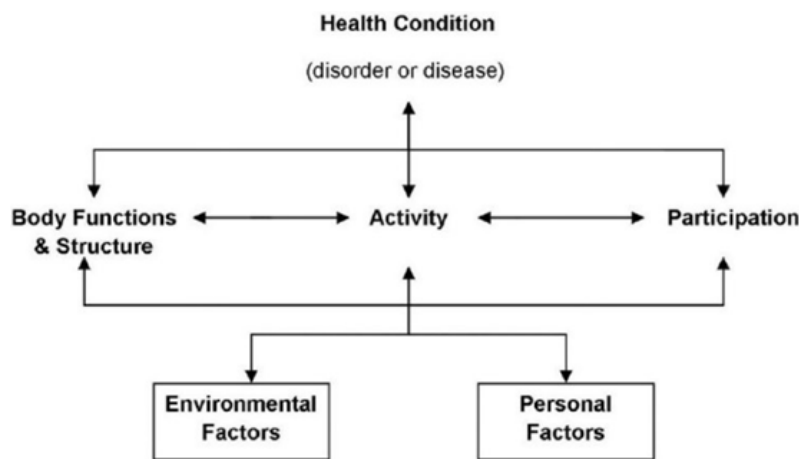 Health Condition
(disorder or disease)
Body Functions
& Structure
Activity
Participation
Environmental
Factors
Personal
Factors